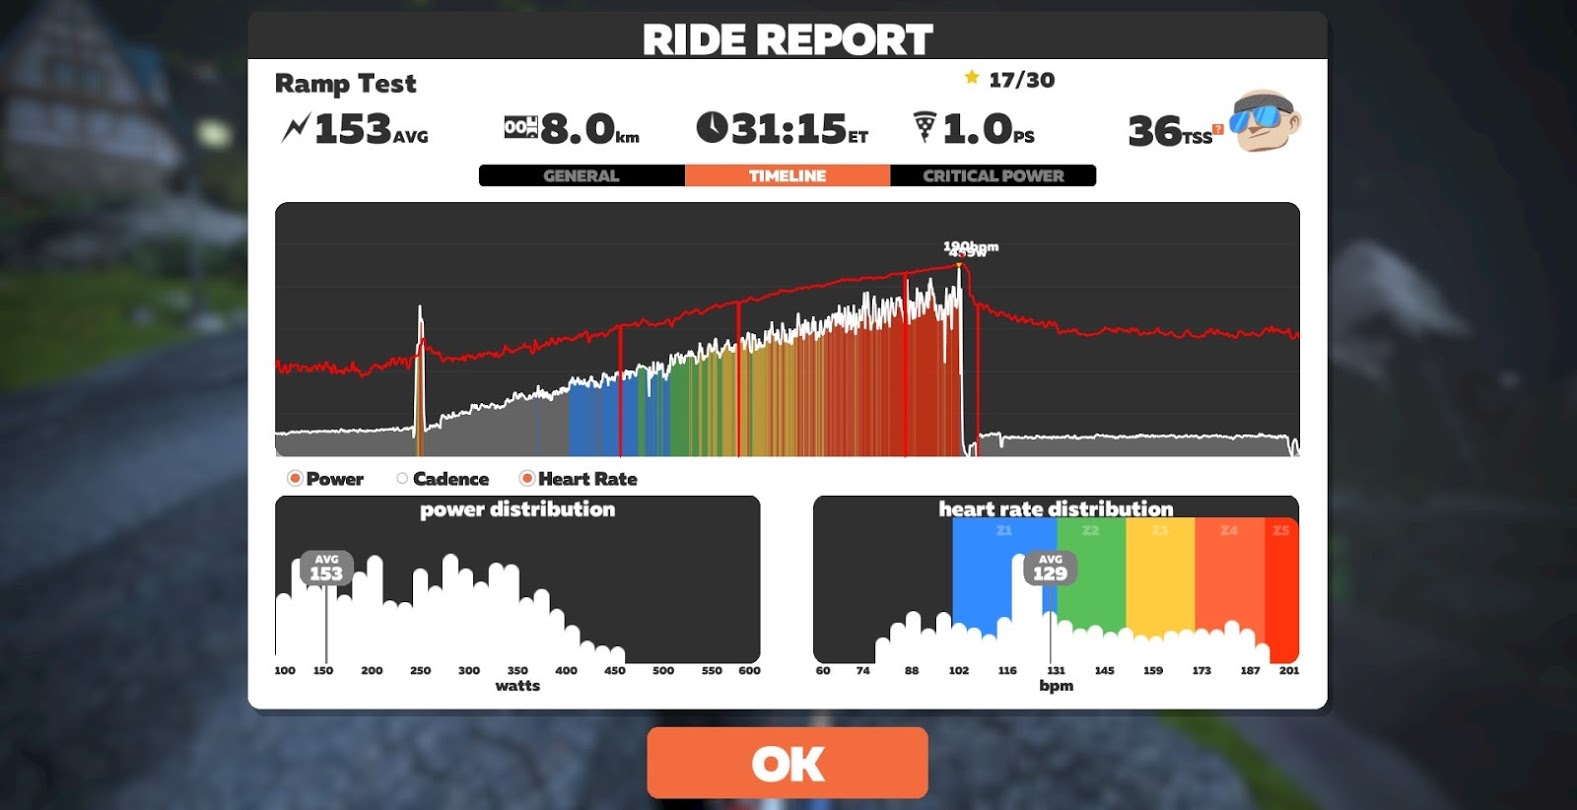 RIDE REPORT
Ramp Test
17/30
153AVG
8.0km
31:15ET
1.0PS
36TSS?
GENERAL
TIMELINE
CRITICAL POWER
190bpm
Power
Cadence
Heart Rate
power distribution
AVG
153
100 150 200 250 300 350 400 450 500 550 600
watts
heart rate distribution
Z1 Z2 Z3 Z4 Z5
AVG
129
60 74 88 102 116 131 145 159 173 187 201
bpm
OK